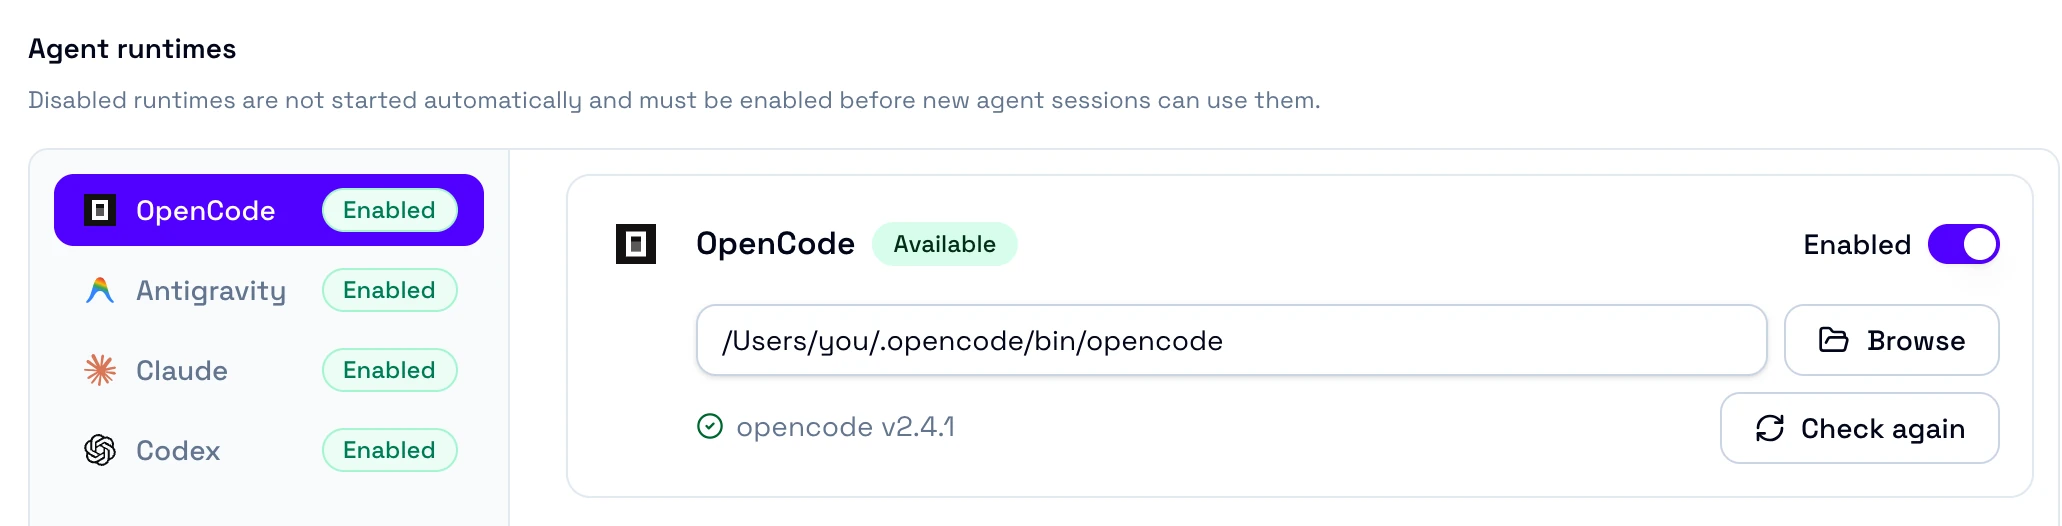 Agent runtimes
Disabled runtimes are not started automatically and must be enabled before new agent sessions can use them.
OpenCode Enabled
Antigravity Enabled
Claude Enabled
Codex Enabled
OpenCode Available Enabled
/Users/you/.opencode/bin/opencode Browse
opencode v2.4.1 Check again